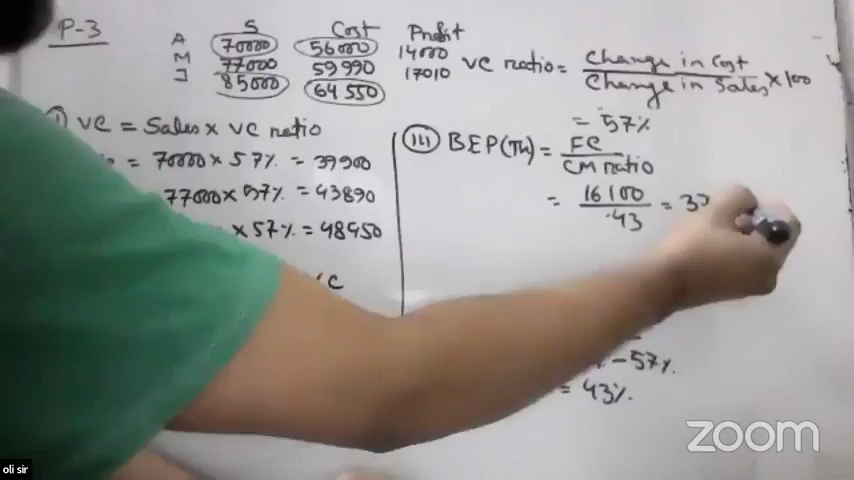 P-3
S Cost Profit
A 70000 56000 14000
M 77000 59990 17010
J 85000 64550
VC ratio = Change in Cost / Change in Sales × 100
= 57%
VC = Sales × VC ratio
= 70000 × 57% = 39900
77000 × 57% = 43890
× 57% = 48450
(iii) BEP(Tk) = FC / CM ratio
= 16100 / .43 = 37
- 57%.
= 43%.
zoom
oli sir